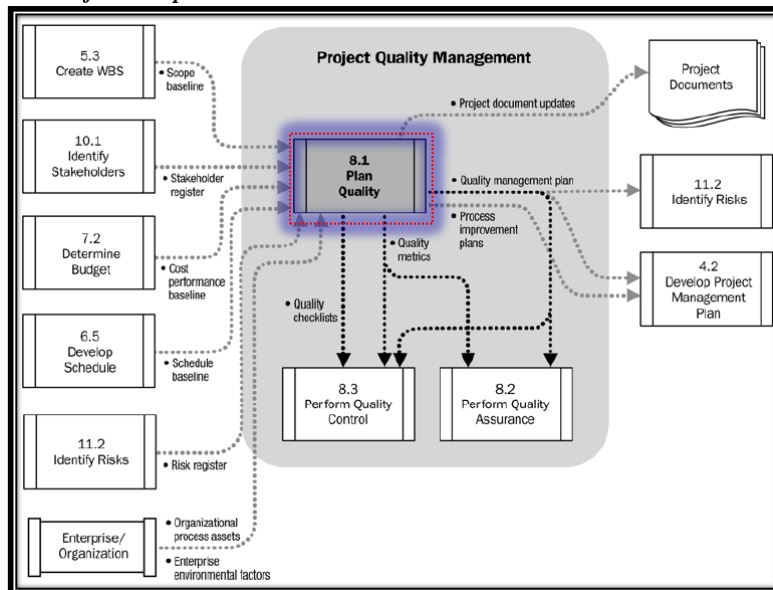 Project Quality Management
5.3
Create WBS
• Scope
baseline
Project
Documents
• Project document updates
10.1
Identify
Stakeholders
• Stakeholder
register
8.1
Plan
Quality
• Quality management plan
11.2
Identify Risks
• Process
improvement
plans
7.2
Determine
Budget
• Cost
performance
baseline
• Quality
metrics
4.2
Develop Project
Management
Plan
• Quality
checklists
6.5
Develop
Schedule
• Schedule
baseline
8.3
Perform Quality
Control
8.2
Perform Quality
Assurance
11.2
Identify Risks
• Risk register
Enterprise/
Organization
• Organizational
process assets
• Enterprise
environmental factors